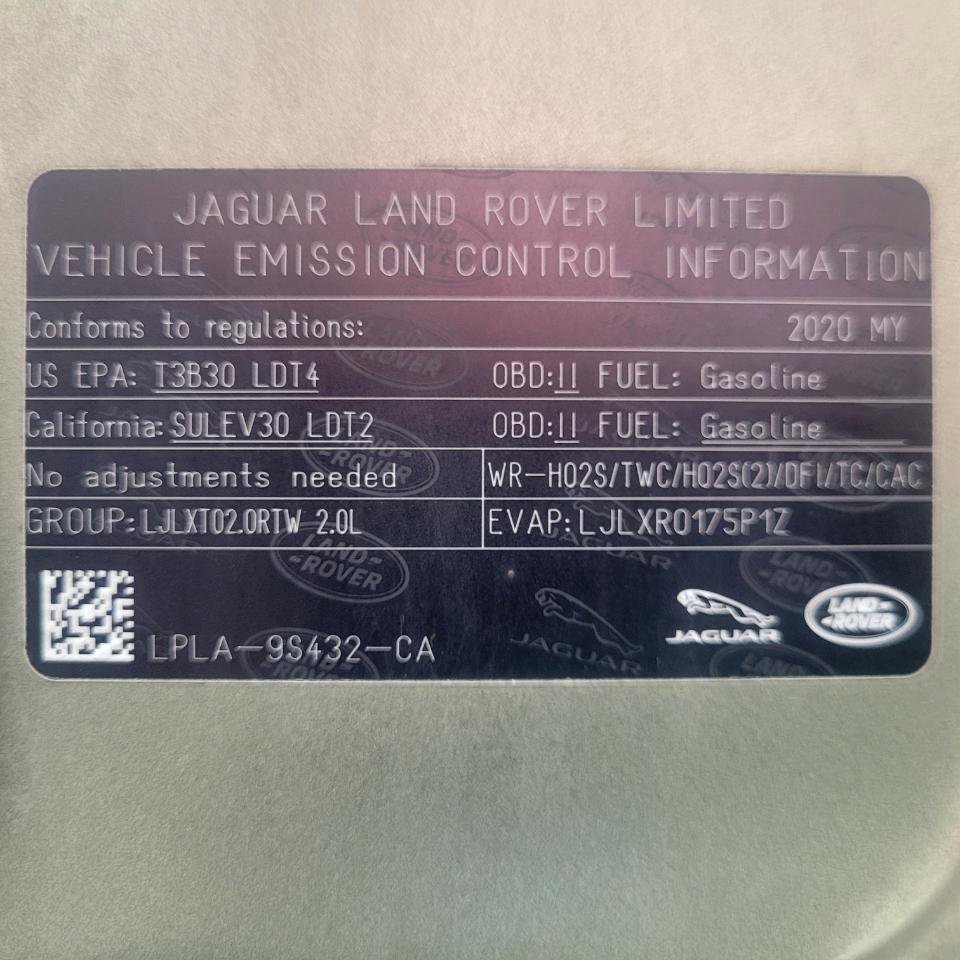 JAGUAR LAND ROVER LIMITED
VEHICLE EMISSION CONTROL INFORMATION
Conforms to regulations: 2020 MY
US EPA: T3B30 LDT4 OBD:II FUEL: Gasoline
California: SULEV30 LDT2 OBD:II FUEL: Gasoline
No adjustments needed WR-HO2S/TWC/HO2S(2)/DFI/TC/CAC
GROUP: LJLXT02.0RTW 2.0L EVAP: LJLXR0175P1Z
LPLA-9S432-CA
JAGUAR
LAND-
-ROVER